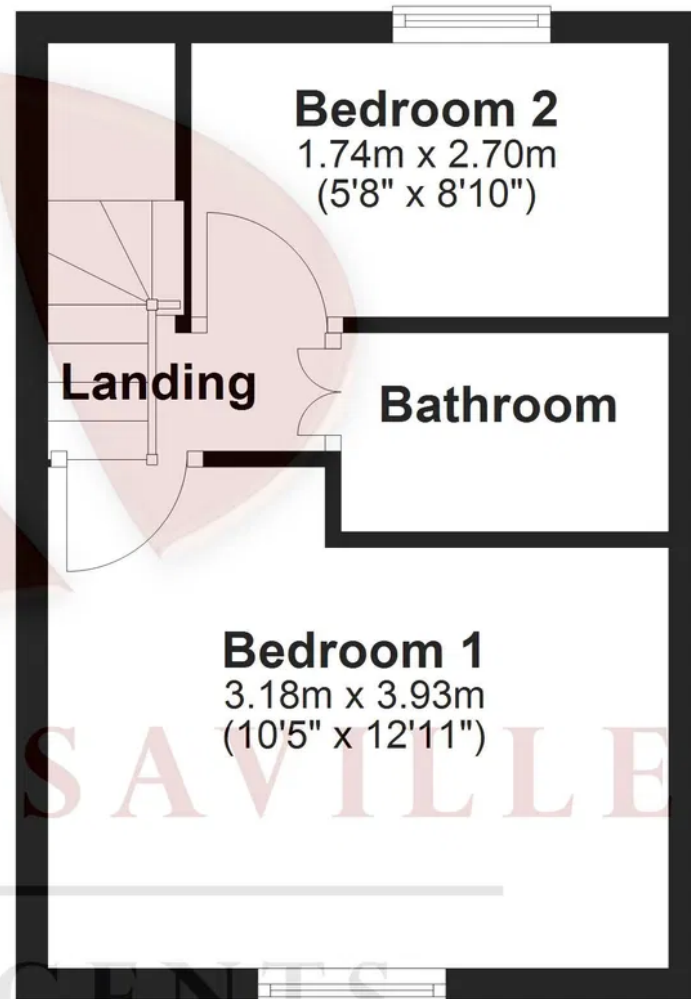 Bedroom 2
1.74m x 2.70m
(5'8" x 8'10")
Landing
Bathroom
Bedroom 1
3.18m x 3.93m
(10'5" x 12'11")
SAVILLE